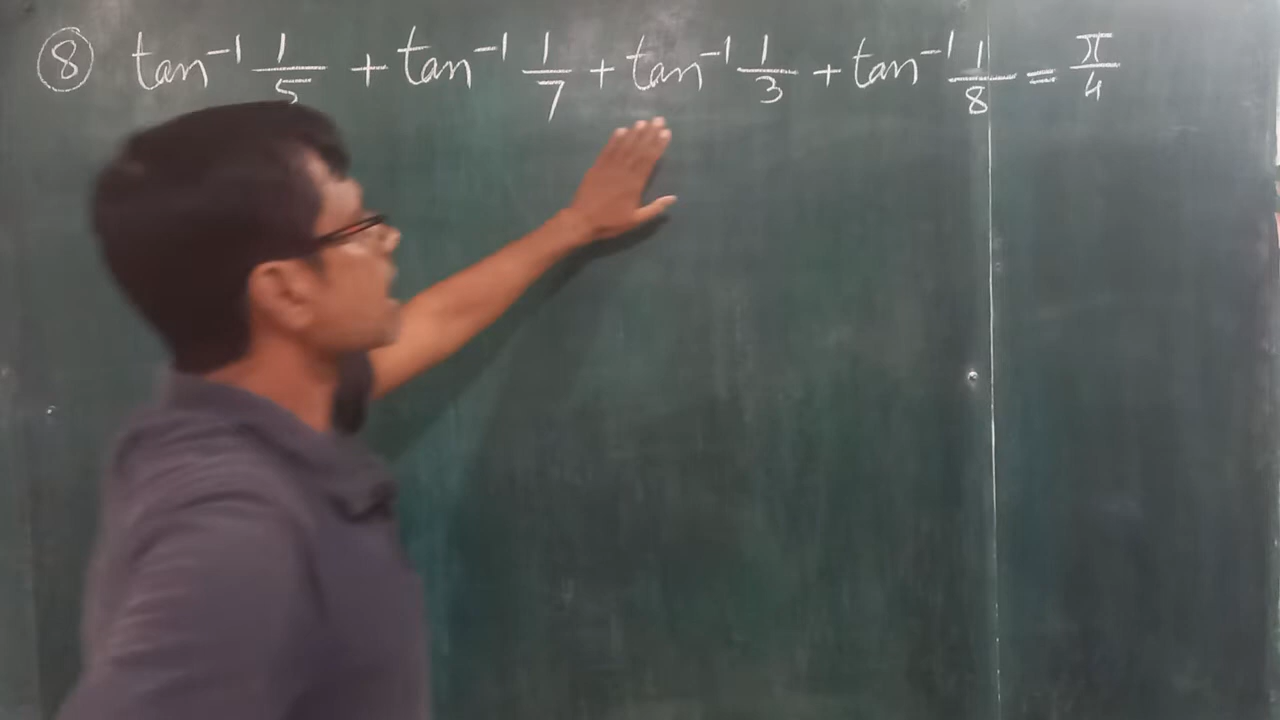 ⑧ tan⁻¹ 1/5 + tan⁻¹ 1/7 + tan⁻¹ 1/3 + tan⁻¹ 1/8 = π/4